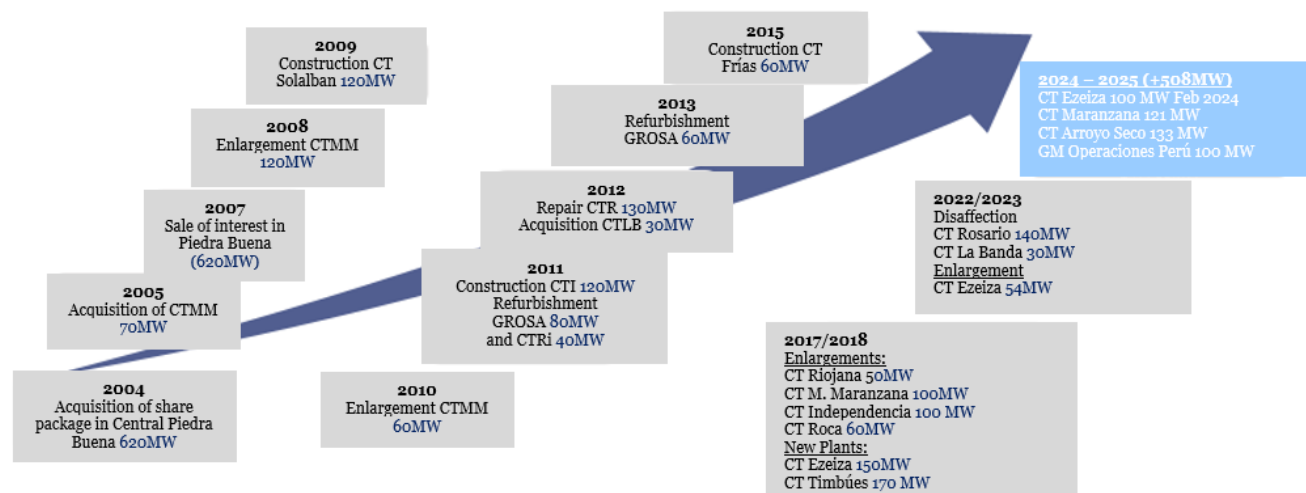 2004
Acquisition of share
package in Central Piedra
Buena 620MW
2005
Acquisition of CTMM
70MW
2007
Sale of interest in
Piedra Buena
(620MW)
2008
Enlargement CTMM
120MW
2009
Construction CT
Solalban 120MW
2010
Enlargement CTMM
60MW
2011
Construction CTI 120MW
Refurbishment
GROSA 80MW
and CTRi 40MW
2012
Repair CTR 130MW
Acquisition CTLB 30MW
2013
Refurbishment
GROSA 60MW
2015
Construction CT
Frías 60MW
2017/2018
Enlargements:
CT Riojana 50MW
CT M. Maranzana 100MW
CT Independencia 100 MW
CT Roca 60MW
New Plants:
CT Ezeiza 150MW
CT Timbúes 170 MW
2022/2023
Disaffection
CT Rosario 140MW
CT La Banda 30MW
Enlargement
CT Ezeiza 54MW
2024 – 2025 (+508MW)
CT Ezeiza 100 MW Feb 2024
CT Maranzana 121 MW
CT Arroyo Seco 133 MW
GM Operaciones Perú 100 MW